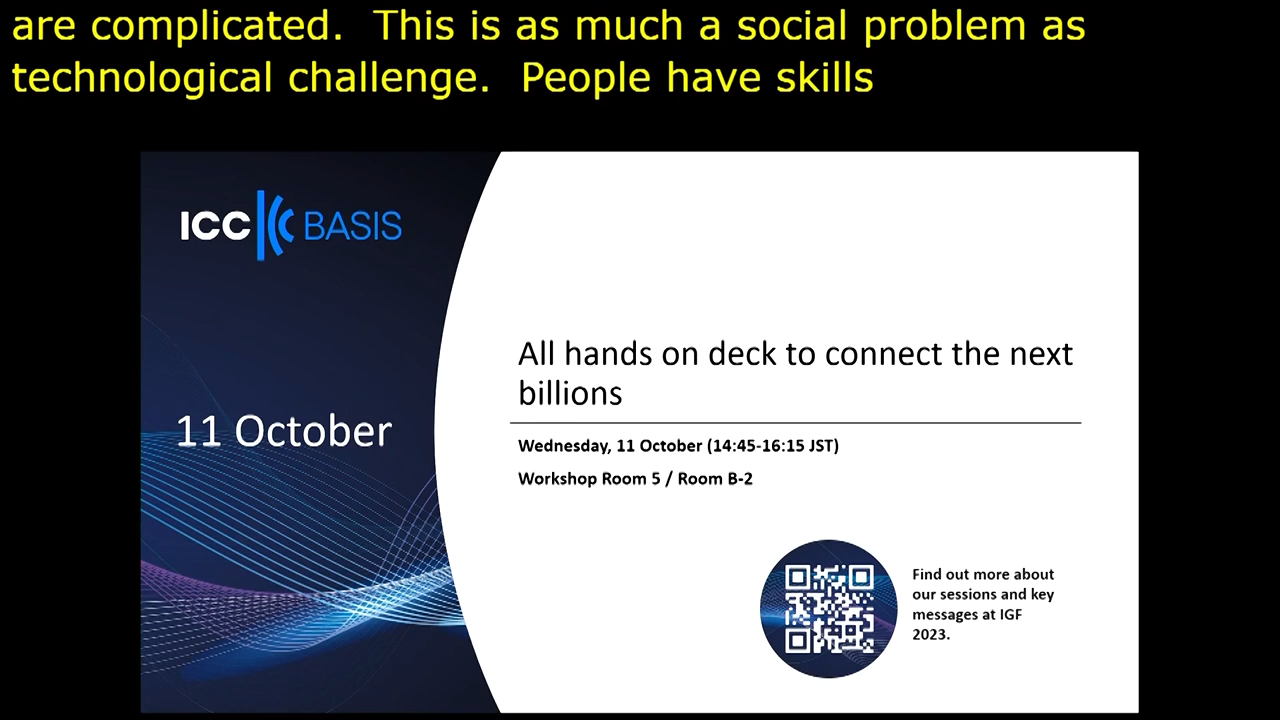 are complicated.  This is as much a social problem as
technological challenge.  People have skills
ICC BASIS
11 October
All hands on deck to connect the next
billions
Wednesday, 11 October (14:45-16:15 JST)
Workshop Room 5 / Room B-2
Find out more about
our sessions and key
messages at IGF
2023.